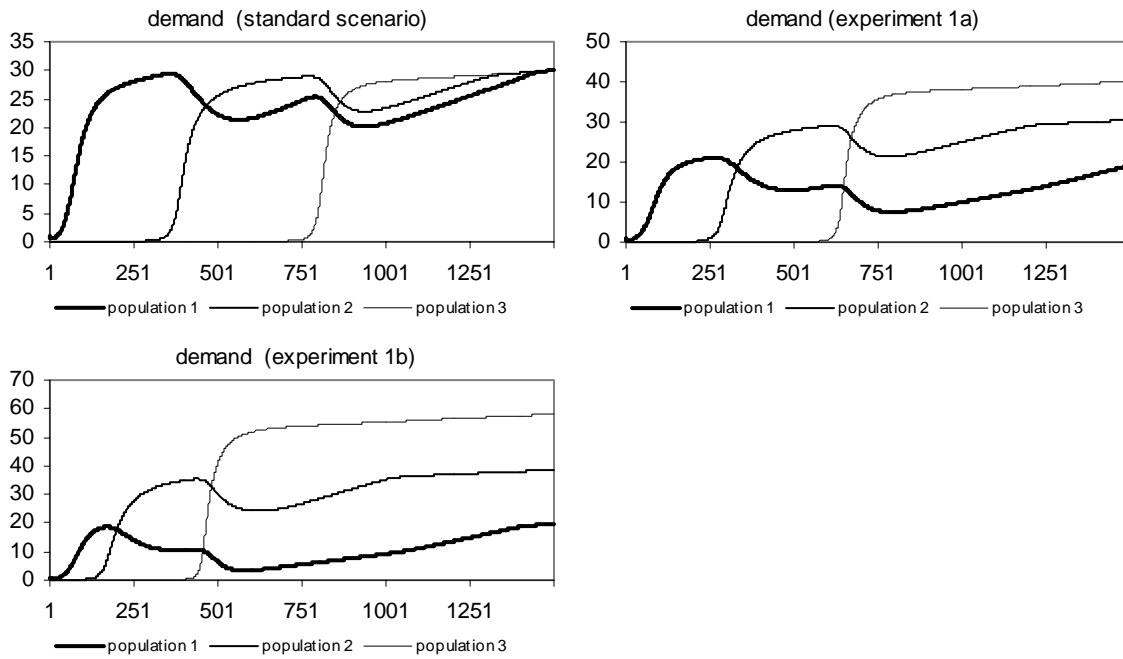 demand (standard scenario)
35
30
25
20
15
10
5
0
1 251 501 751 1001 1251
population 1 population 2 population 3
demand (experiment 1a)
50
40
30
20
10
0
1 251 501 751 1001 1251
population 1 population 2 population 3
demand (experiment 1b)
70
60
50
40
30
20
10
0
1 251 501 751 1001 1251
population 1 population 2 population 3